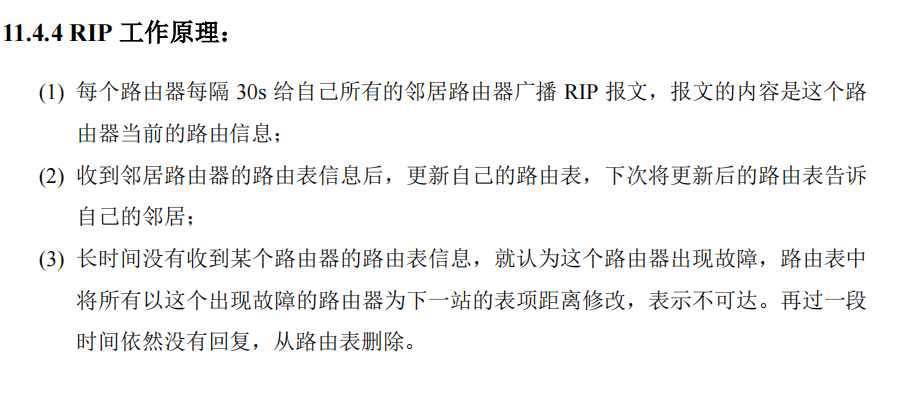 11.4.4 RIP 工作原理：
(1) 每个路由器每隔 30s 给自己所有的邻居路由器广播 RIP 报文，报文的内容是这个路
由器当前的路由信息；
(2) 收到邻居路由器的路由表信息后，更新自己的路由表，下次将更新后的路由表告诉
自己的邻居；
(3) 长时间没有收到某个路由器的路由表信息，就认为这个路由器出现故障，路由表中
将所有以这个出现故障的路由器为下一站的表项距离修改，表示不可达。再过一段
时间依然没有回复，从路由表删除。